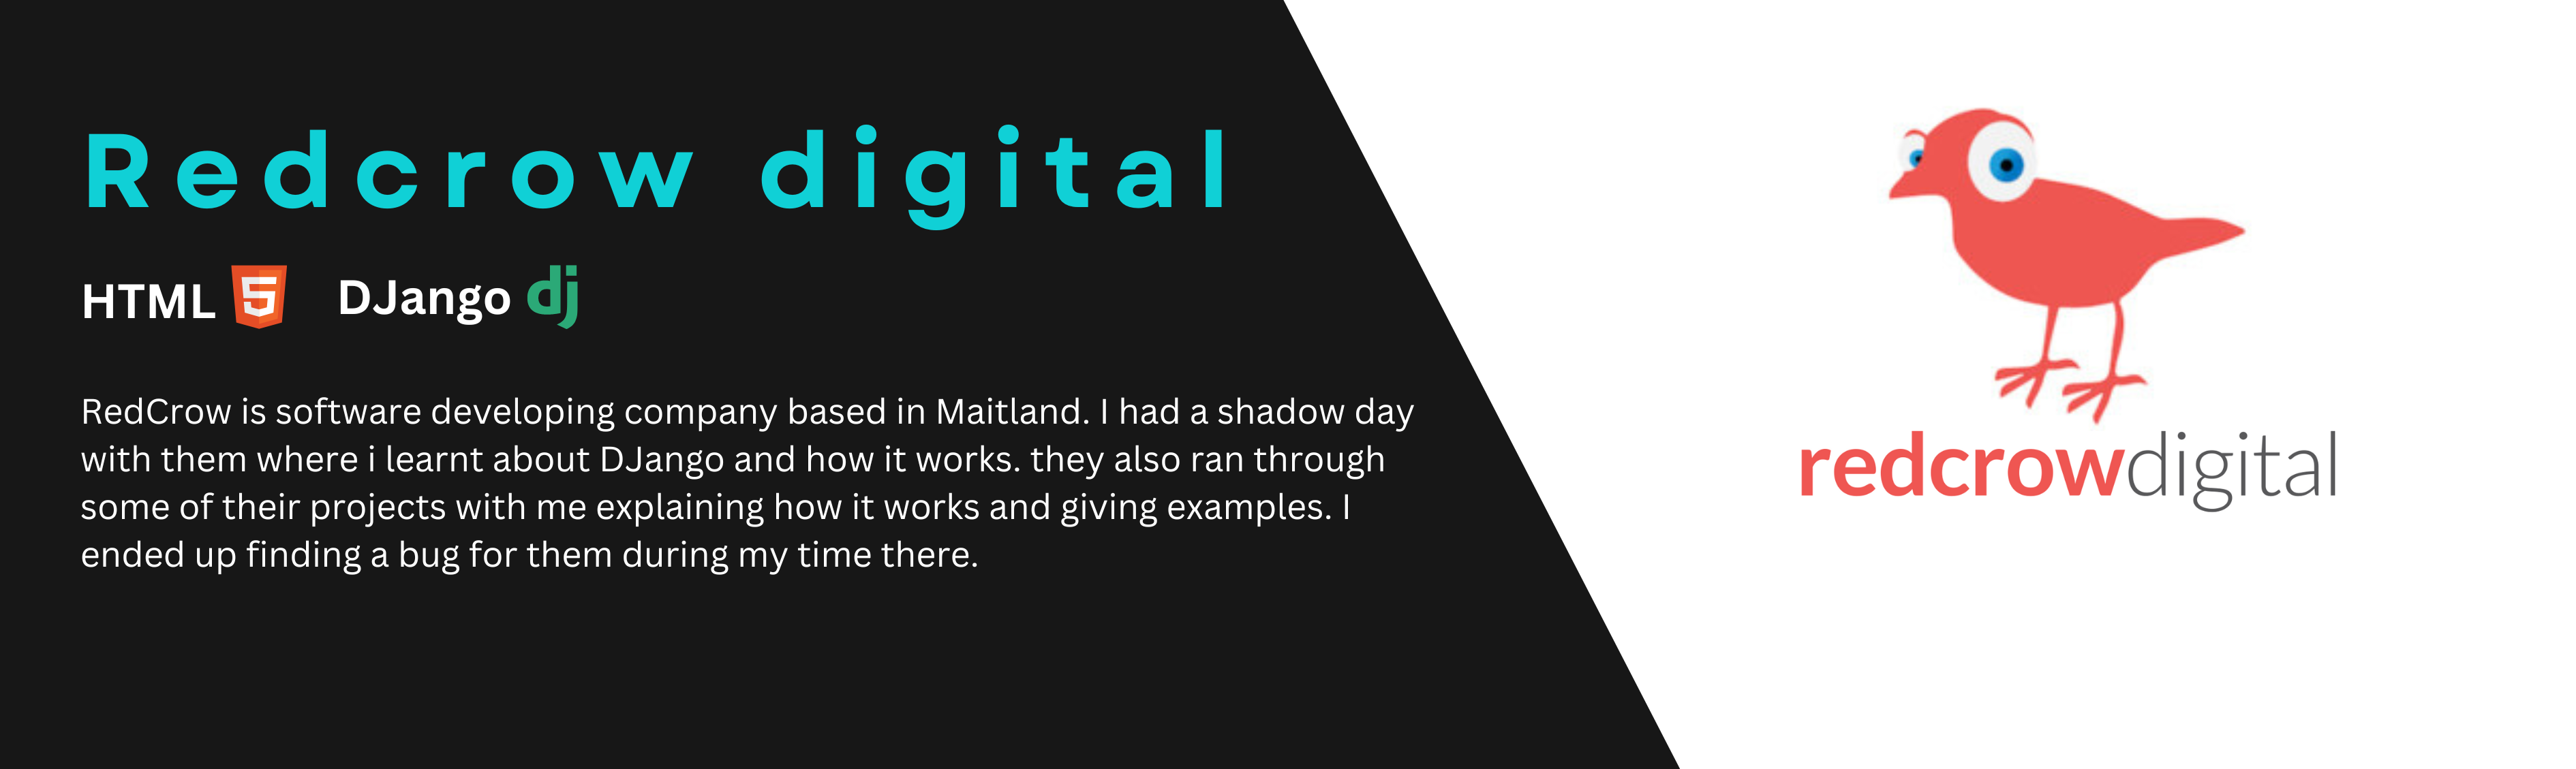 Redcrow digital
HTML 5 DJango dj
RedCrow is software developing company based in Maitland. I had a shadow day
with them where i learnt about DJango and how it works. they also ran through
some of their projects with me explaining how it works and giving examples. I
ended up finding a bug for them during my time there.
redcrowdigital